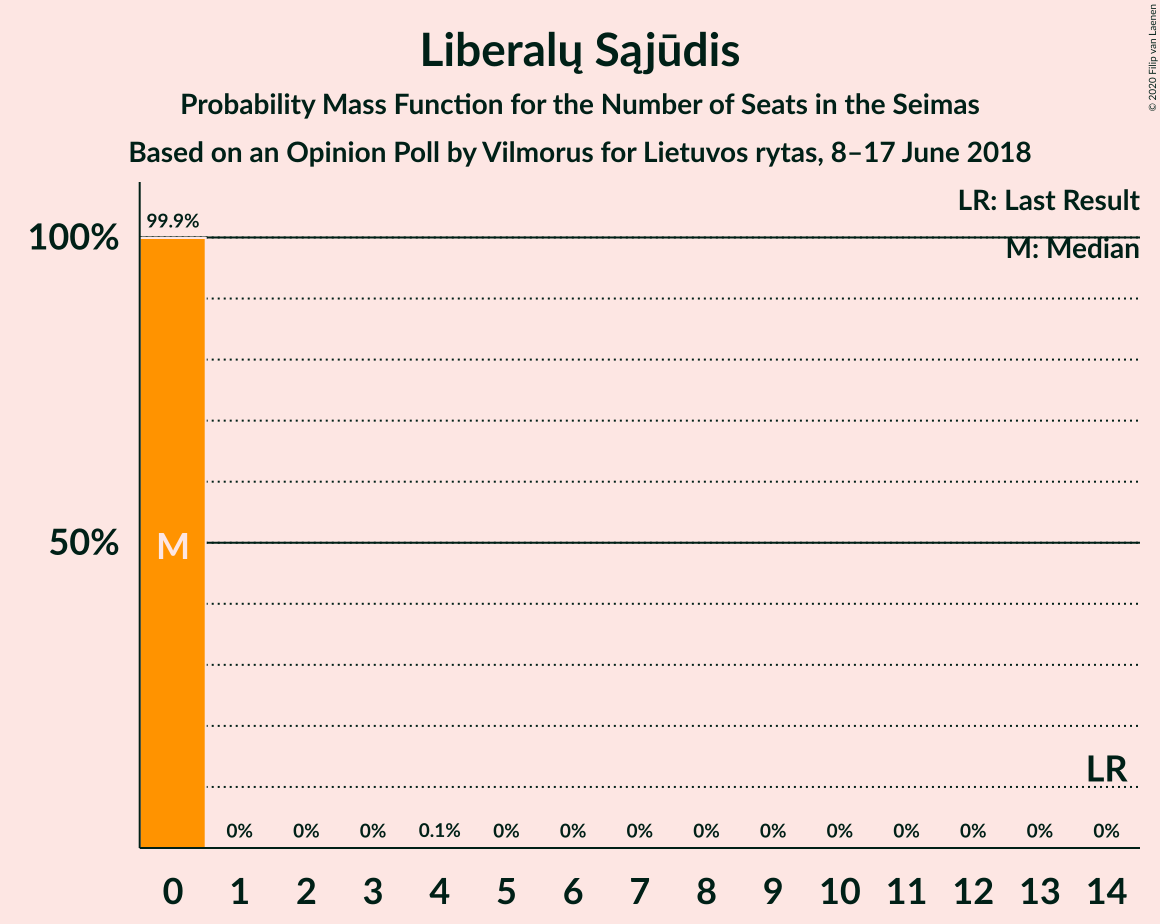 Liberalų Sąjūdis
Probability Mass Function for the Number of Seats in the Seimas
Based on an Opinion Poll by Vilmorus for Lietuvos rytas, 8–17 June 2018
© 2020 Filip van Laenen
LR: Last Result
M: Median
99.9%
100%
50%
M
LR
0% 0% 0% 0.1% 0% 0% 0% 0% 0% 0% 0% 0% 0% 0%
0 1 2 3 4 5 6 7 8 9 10 11 12 13 14